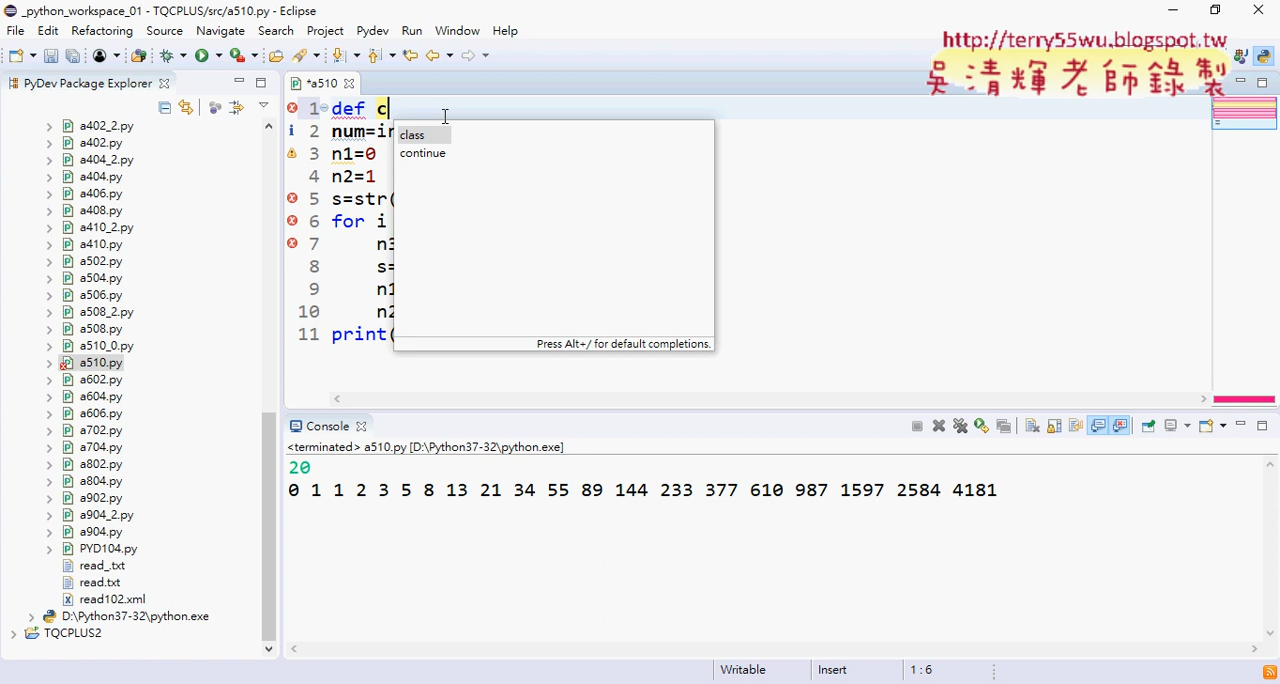 _python_workspace_01 - TQCPLUS/src/a510.py - Eclipse
File Edit Refactoring Source Navigate Search Project Pydev Run Window Help
http://terry55wu.blogspot.tw
吳清輝老師錄製
PyDev Package Explorer
*a510
a402_2.py
a402.py
a404_2.py
a404.py
a406.py
a408.py
a410_2.py
a410.py
a502.py
a504.py
a506.py
a508_2.py
a508.py
a510_0.py
a510.py
a602.py
a604.py
a606.py
a702.py
a704.py
a802.py
a804.py
a902.py
a904_2.py
a904.py
PYD104.py
read_.txt
read.txt
read102.xml
D:\Python37-32\python.exe
TQCPLUS2
1 def c
2 num=in
3 n1=0
4 n2=1
5 s=str(
6 for i
7 n3
8 s=
9 n1
10 n2
11 print(
class
continue
Press Alt+/ for default completions.
Console
<terminated> a510.py [D:\Python37-32\python.exe]
20
0 1 1 2 3 5 8 13 21 34 55 89 144 233 377 610 987 1597 2584 4181
Writable Insert 1 : 6